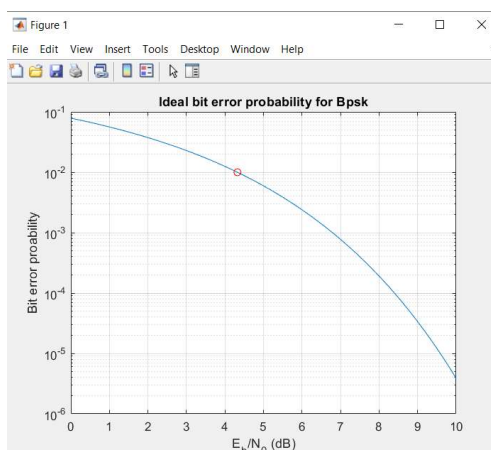 Figure 1
File Edit View Insert Tools Desktop Window Help
Ideal bit error probability for Bpsk
10^-1
10^-2
10^-3
10^-4
10^-5
10^-6
Bit error proability
0 1 2 3 4 5 6 7 8 9 10
E_b/N_o (dB)